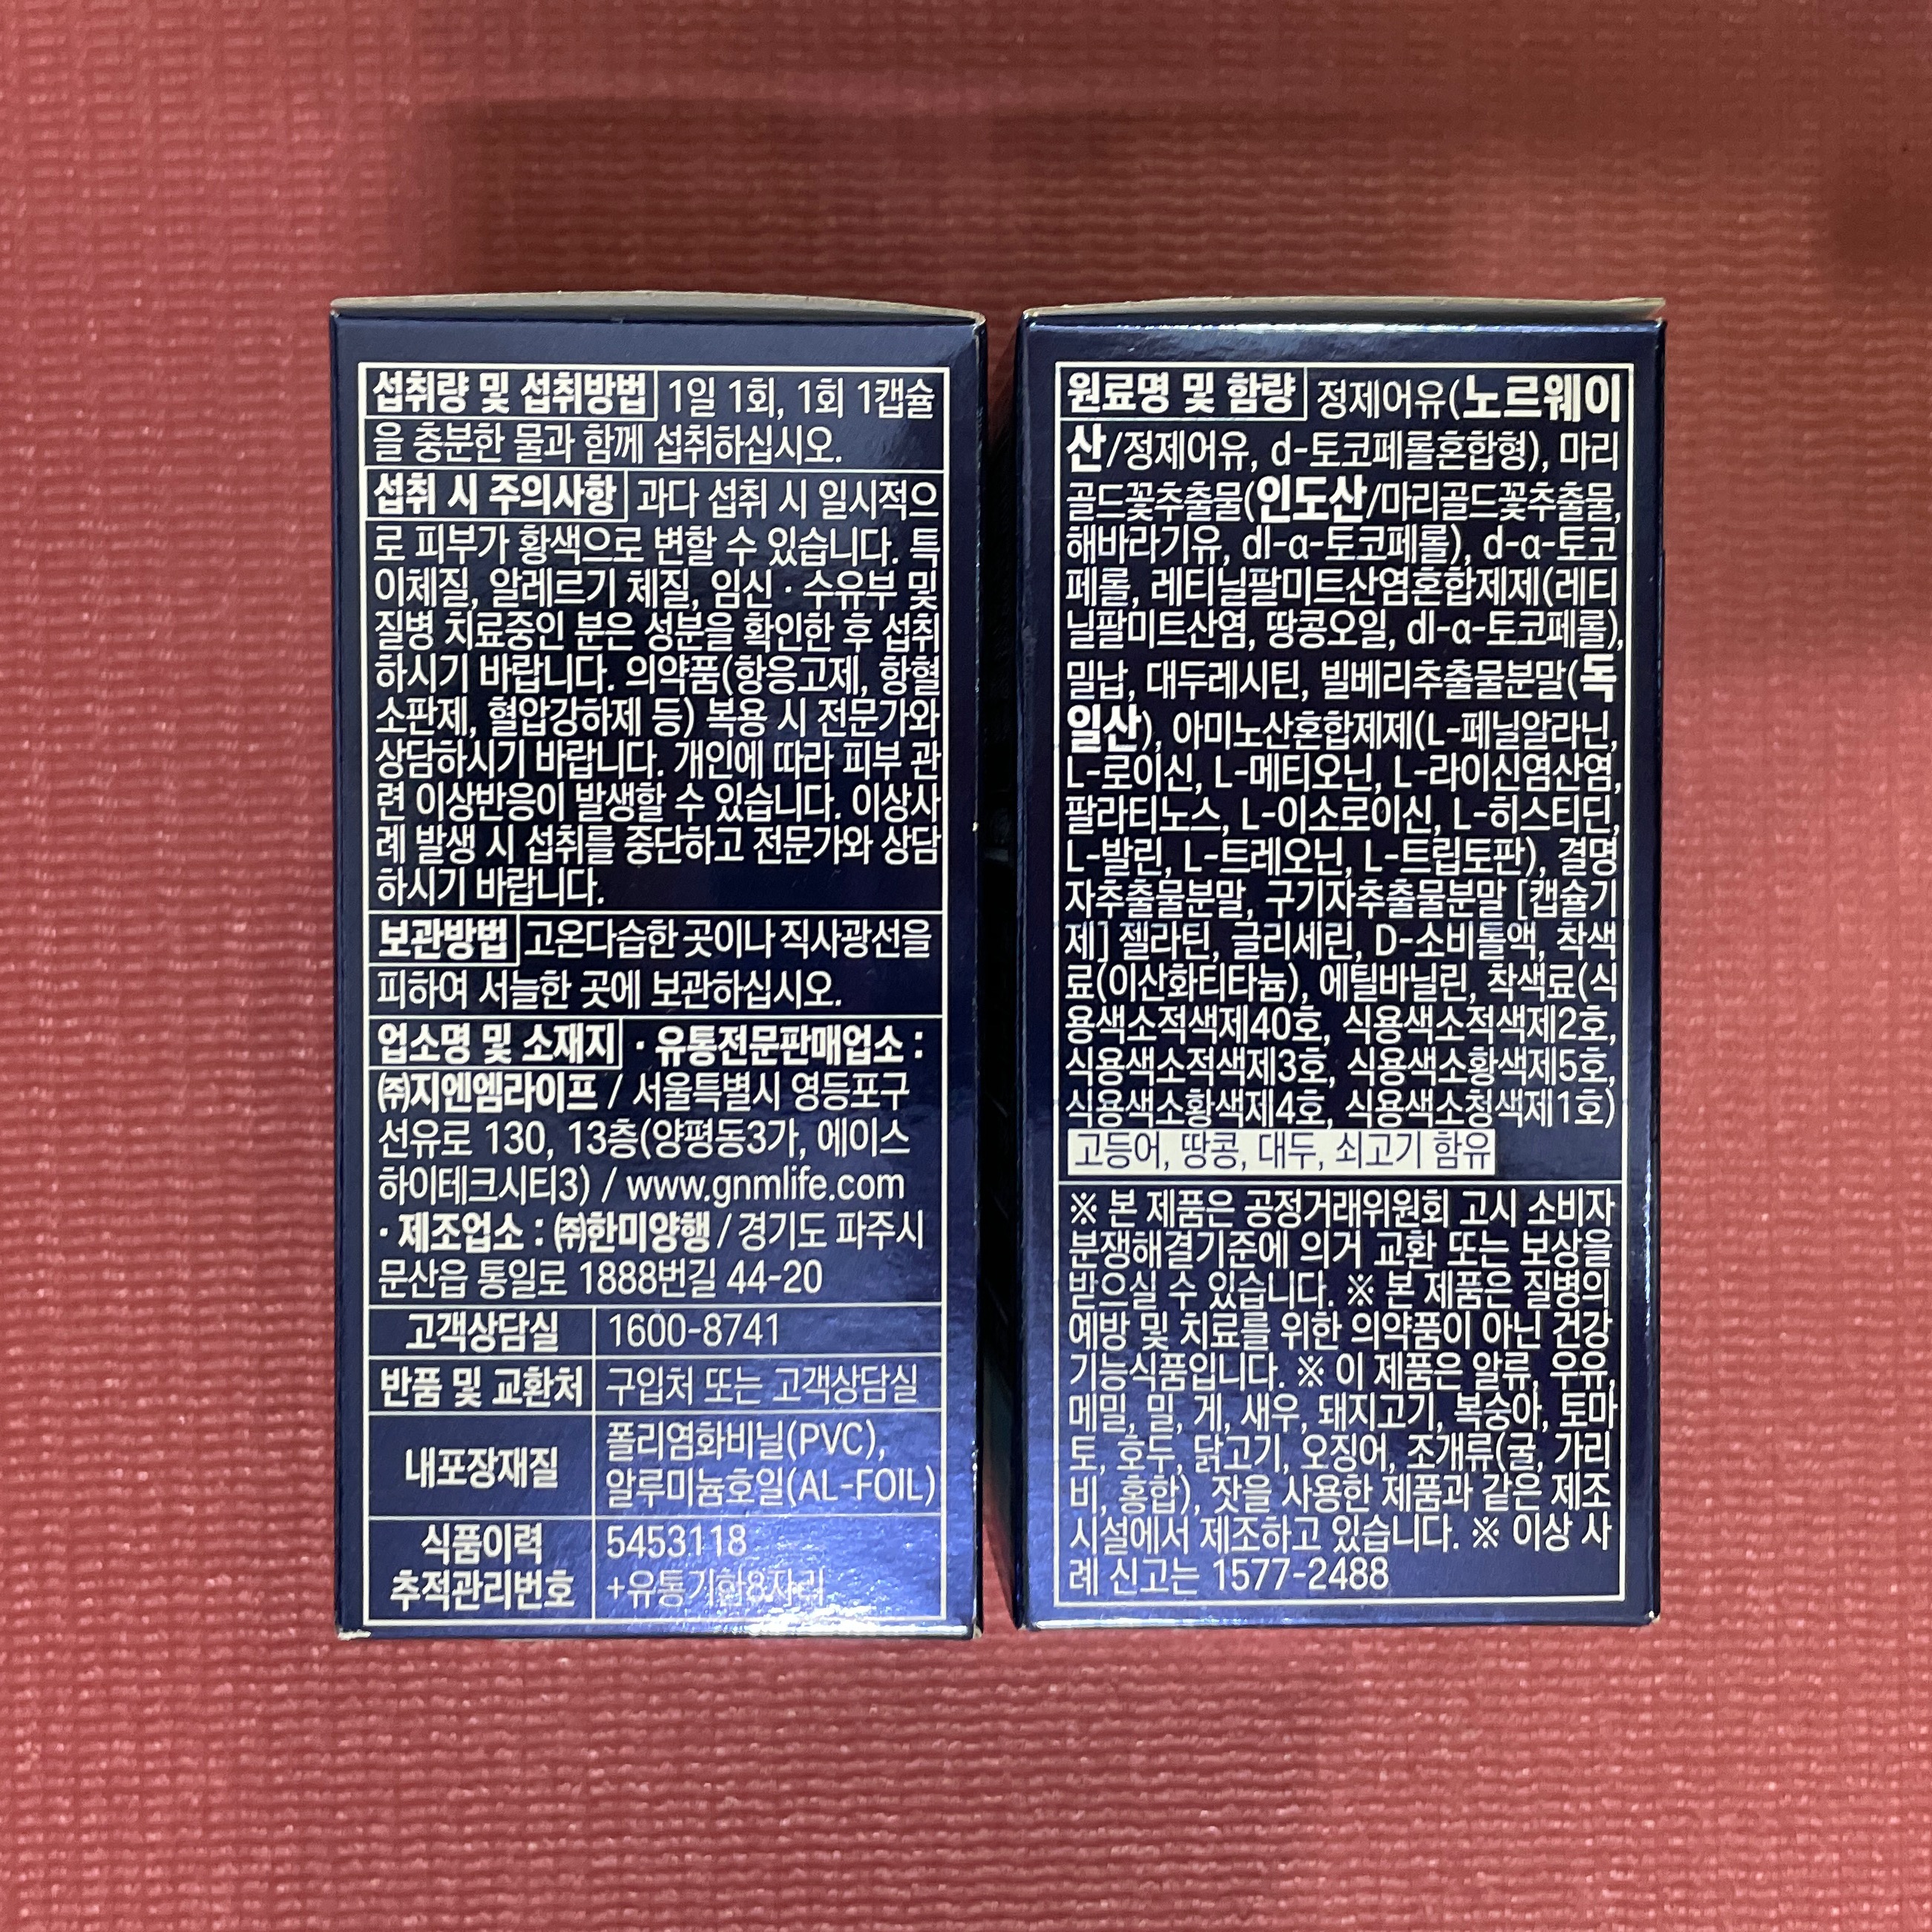 섭취량 및 섭취방법 1일 1회, 1회 1캡슐
을 충분한 물과 함께 섭취하십시오.
섭취 시 주의사항 과다 섭취 시 일시적으
로 피부가 황색으로 변할 수 있습니다. 특
이체질, 알레르기 체질, 임신 · 수유부 및
질병 치료중인 분은 성분을 확인한 후 섭취
하시기 바랍니다. 의약품(항응고제, 항혈
소판제, 혈압강하제 등) 복용 시 전문가와
상담하시기 바랍니다. 개인에 따라 피부 관
련 이상반응이 발생할 수 있습니다. 이상사
례 발생 시 섭취를 중단하고 전문가와 상담
하시기 바랍니다.
보관방법 고온다습한 곳이나 직사광선을
피하여 서늘한 곳에 보관하십시오.
업소명 및 소재지 · 유통전문판매업소 :
㈜지엔엠라이프 / 서울특별시 영등포구
선유로 130, 13층(양평동3가, 에이스
하이테크시티3) / www.gnmlife.com
· 제조업소 : ㈜한미양행 / 경기도 파주시
문산읍 통일로 1888번길 44-20
고객상담실 1600-8741
반품 및 교환처 구입처 또는 고객상담실
내포장재질 폴리염화비닐(PVC),
알루미늄호일(AL-FOIL)
식품이력 5453118
추적관리번호 +유통기한8자리
원료명 및 함량 정제어유(노르웨이
산/정제어유, d-토코페롤혼합형), 마리
골드꽃추출물(인도산/마리골드꽃추출물,
해바라기유, dl-α-토코페롤), d-α-토코
페롤, 레티닐팔미트산염혼합제제(레티
닐팔미트산염, 땅콩오일, dl-α-토코페롤),
밀납, 대두레시틴, 빌베리추출물분말(독
일산), 아미노산혼합제제(L-페닐알라닌,
L-로이신, L-메티오닌, L-라이신염산염,
팔라티노스, L-이소로이신, L-히스티딘,
L-발린, L-트레오닌, L-트립토판), 결명
자추출물분말, 구기자추출물분말 [캡슐기
제] 젤라틴, 글리세린, D-소비톨액, 착색
료(이산화티타늄), 에틸바닐린, 착색료(식
용색소적색제40호, 식용색소적색제2호,
식용색소적색제3호, 식용색소황색제5호,
식용색소황색제4호, 식용색소청색제1호)
고등어, 땅콩, 대두, 쇠고기 함유
※ 본 제품은 공정거래위원회 고시 소비자
분쟁해결기준에 의거 교환 또는 보상을
받으실 수 있습니다. ※ 본 제품은 질병의
예방 및 치료를 위한 의약품이 아닌 건강
기능식품입니다. ※ 이 제품은 알류, 우유,
메밀, 밀, 게, 새우, 돼지고기, 복숭아, 토마
토, 호두, 닭고기, 오징어, 조개류(굴, 가리
비, 홍합), 잣을 사용한 제품과 같은 제조
시설에서 제조하고 있습니다. ※ 이상 사
례 신고는 1577-2488